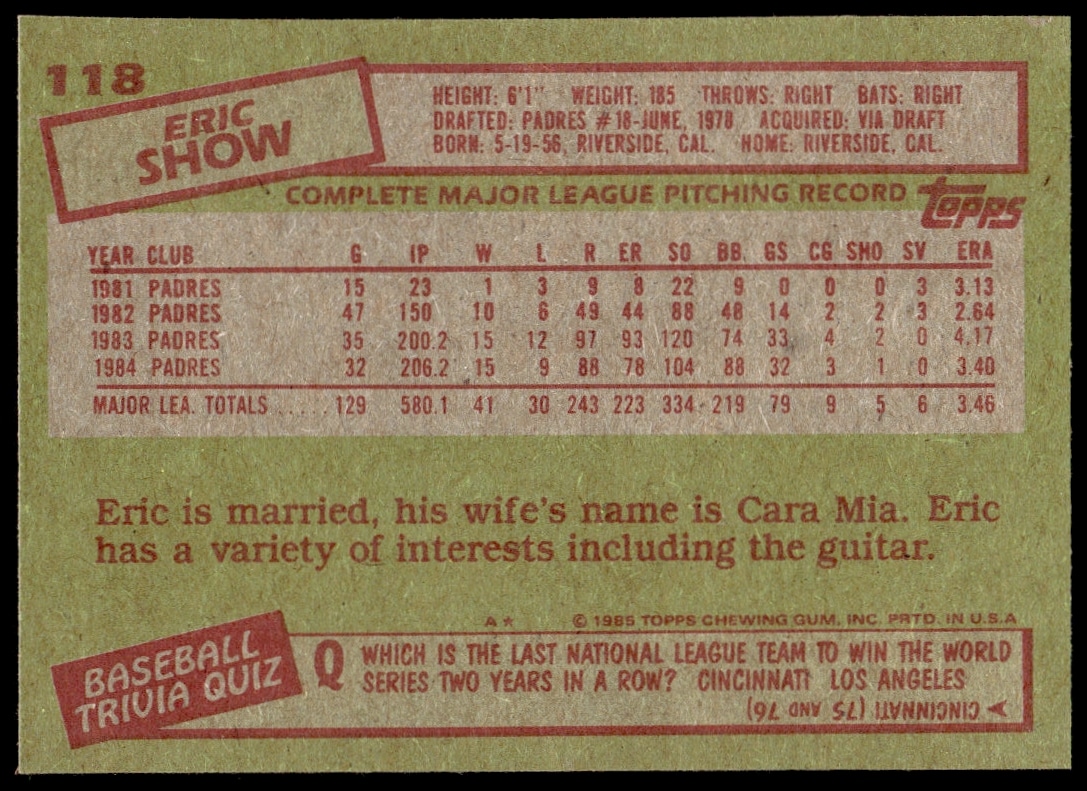 118
ERIC
SHOW
HEIGHT: 6'1" WEIGHT: 185 THROWS: RIGHT BATS: RIGHT
DRAFTED: PADRES #18-JUNE, 1978 ACQUIRED: VIA DRAFT
BORN: 5-19-56, RIVERSIDE, CAL. HOME: RIVERSIDE, CAL.
COMPLETE MAJOR LEAGUE PITCHING RECORD
TOPPS
YEAR CLUB G IP W L R ER SO BB GS CG SHO SV ERA
1981 PADRES 15 23 1 3 9 8 22 9 0 0 0 3 3.13
1982 PADRES 47 150 10 6 49 44 88 48 14 2 2 3 2.64
1983 PADRES 35 200.2 15 12 97 93 120 74 33 4 2 0 4.17
1984 PADRES 32 206.2 15 9 88 78 104 88 32 3 1 0 3.40
MAJOR LEA. TOTALS ..... 129 580.1 41 30 243 223 334 219 79 9 5 6 3.46
Eric is married, his wife's name is Cara Mia. Eric
has a variety of interests including the guitar.
A* © 1985 TOPPS CHEWING GUM, INC. PRTD. IN U.S.A
BASEBALL
TRIVIA QUIZ
Q WHICH IS THE LAST NATIONAL LEAGUE TEAM TO WIN THE WORLD
SERIES TWO YEARS IN A ROW? CINCINNATI LOS ANGELES
A CINCINNATI (75 AND 76)